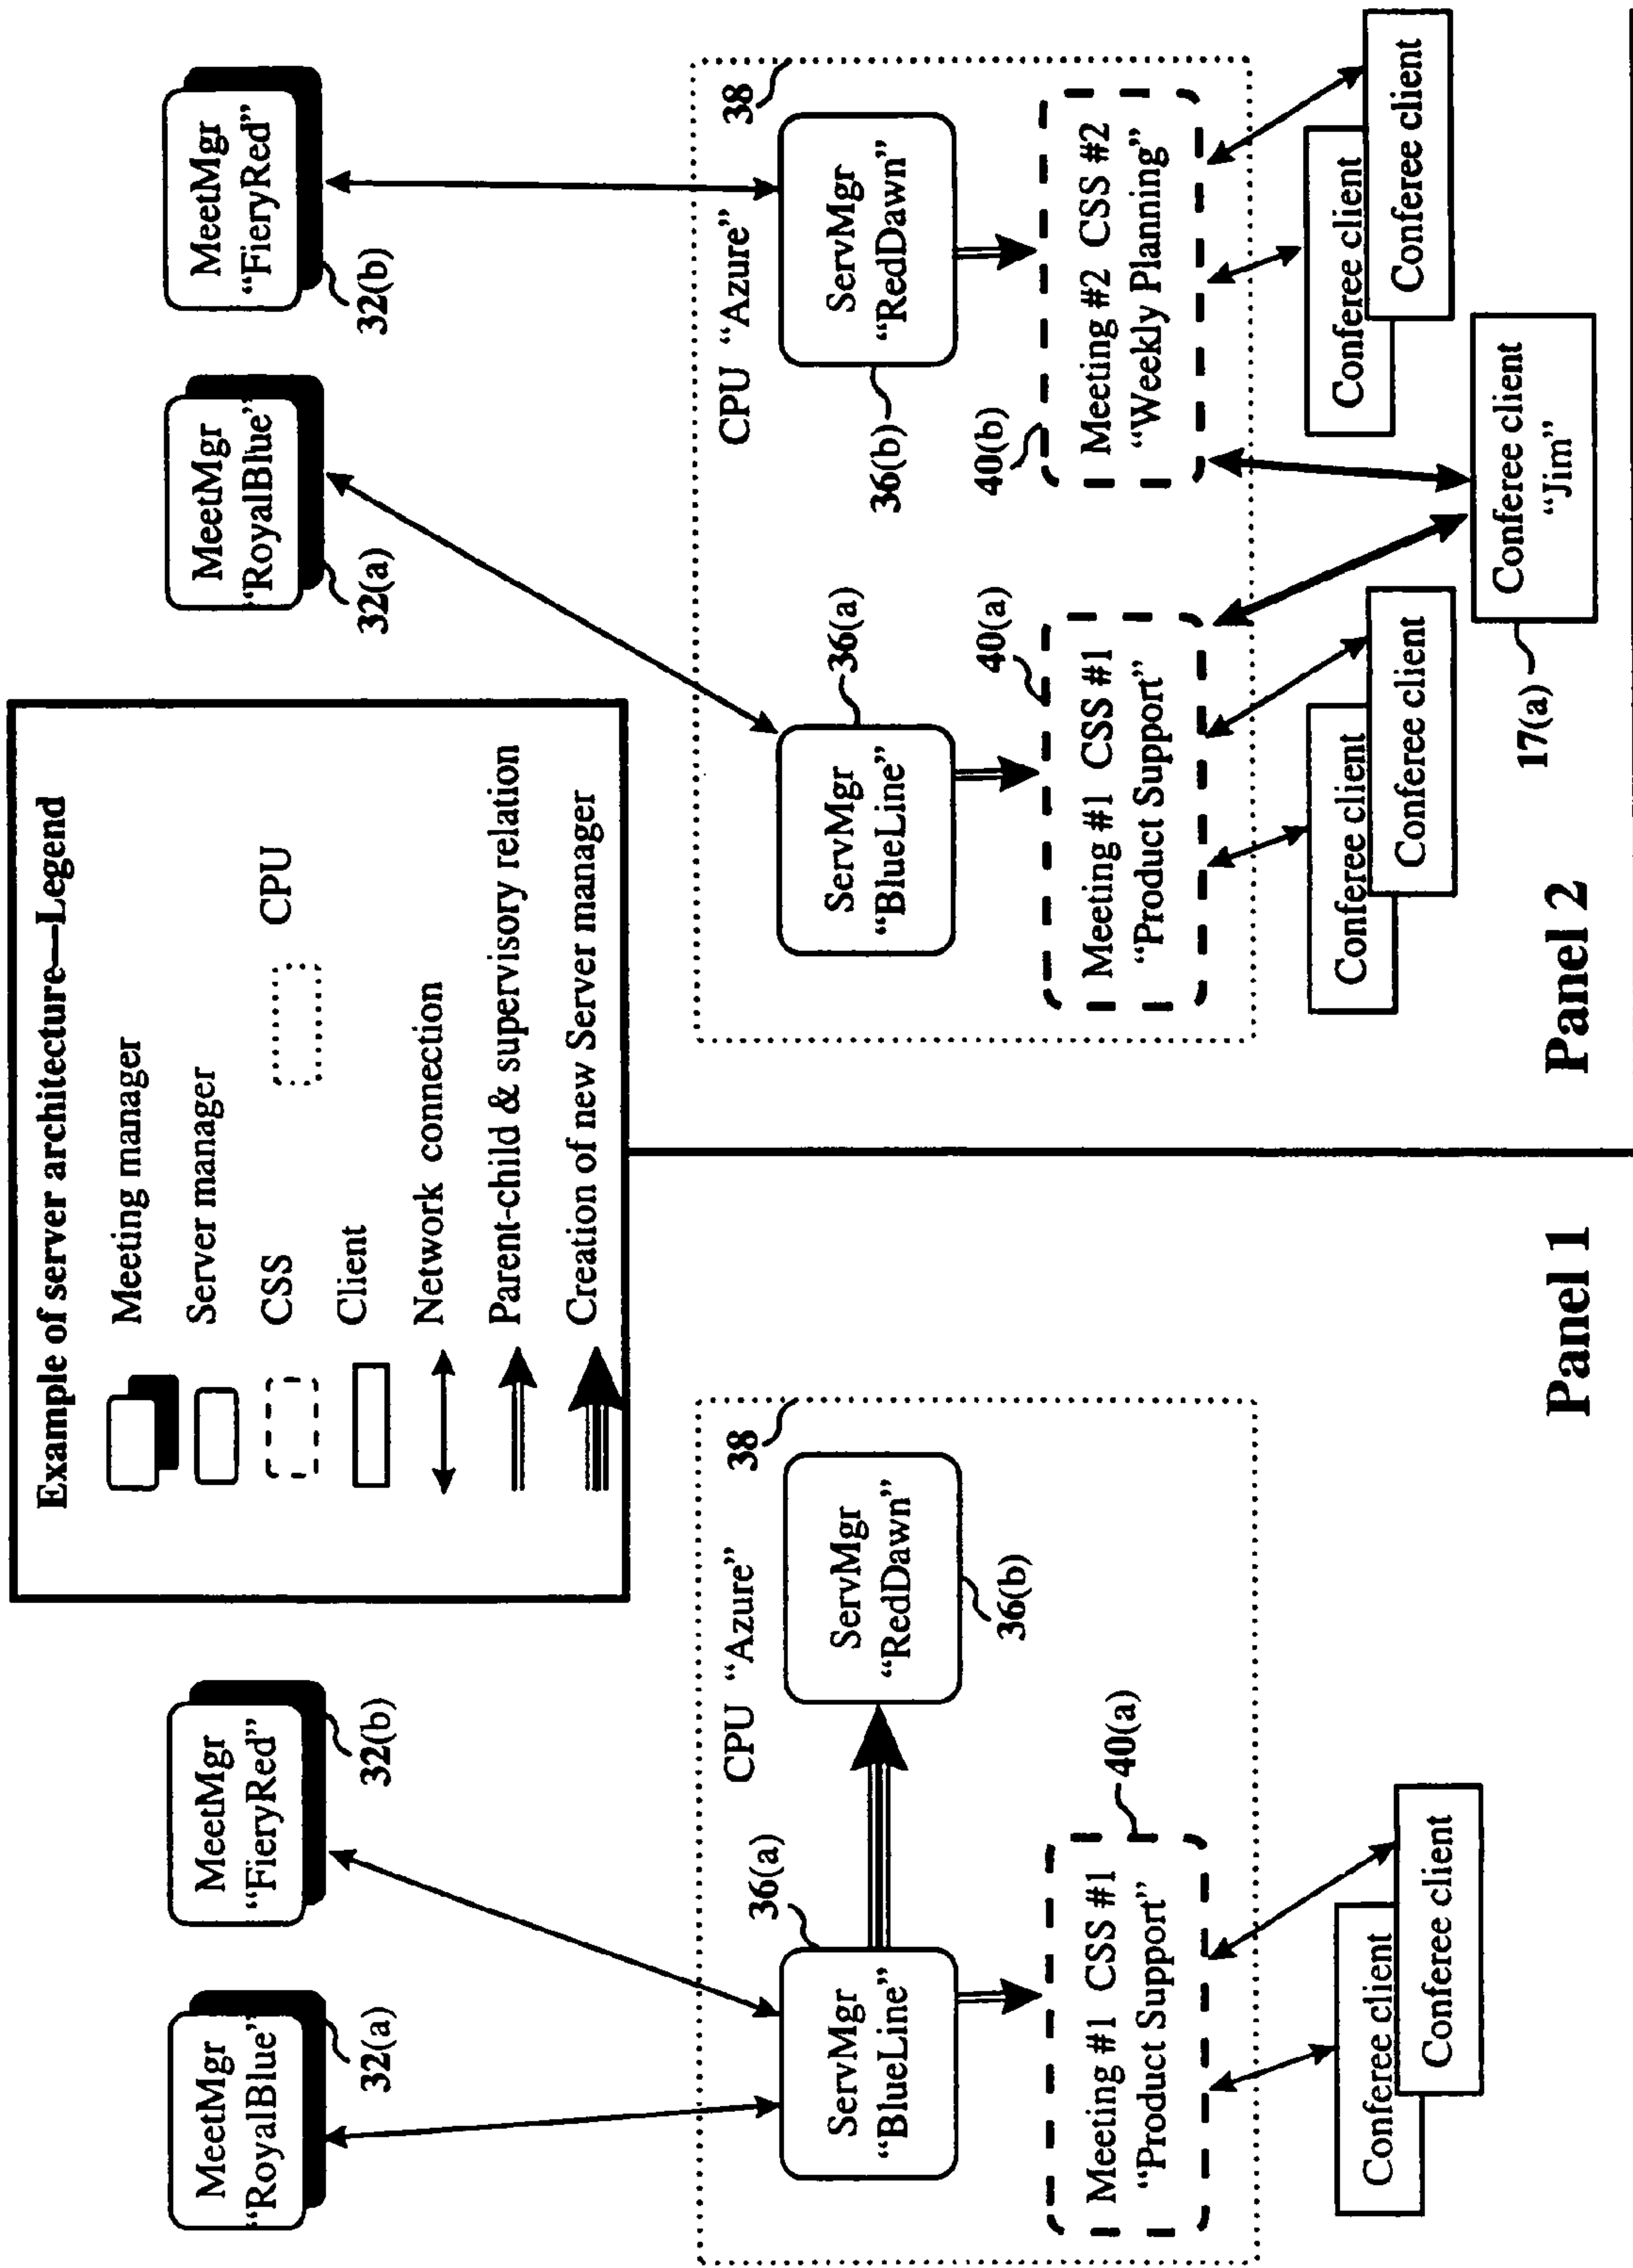 Example of server architecture—Legend
Meeting manager
Server manager
CSS
CPU
Client
Network connection
Parent-child & supervisory relation
Creation of new Server manager
MeetMgr
“RoyalBlue”
32(a)
MeetMgr
“FieryRed”
32(b)
CPU “Azure”
38
36(a)
ServMgr
“BlueLine”
ServMgr
“RedDawn”
36(b)
Meeting #1 CSS #1
“Product Support”
40(a)
Conferee client
Conferee client
Panel 1
MeetMgr
“RoyalBlue”
32(a)
MeetMgr
“FieryRed”
32(b)
CPU “Azure”
38
ServMgr
“BlueLine”
36(a)
ServMgr
“RedDawn”
36(b)
40(a)
Meeting #1 CSS #1
“Product Support”
40(b)
Meeting #2 CSS #2
“Weekly Planning”
Conferee client
Conferee client
Conferee client
Conferee client
Conferee client
“Jim”
17(a)
Panel 2